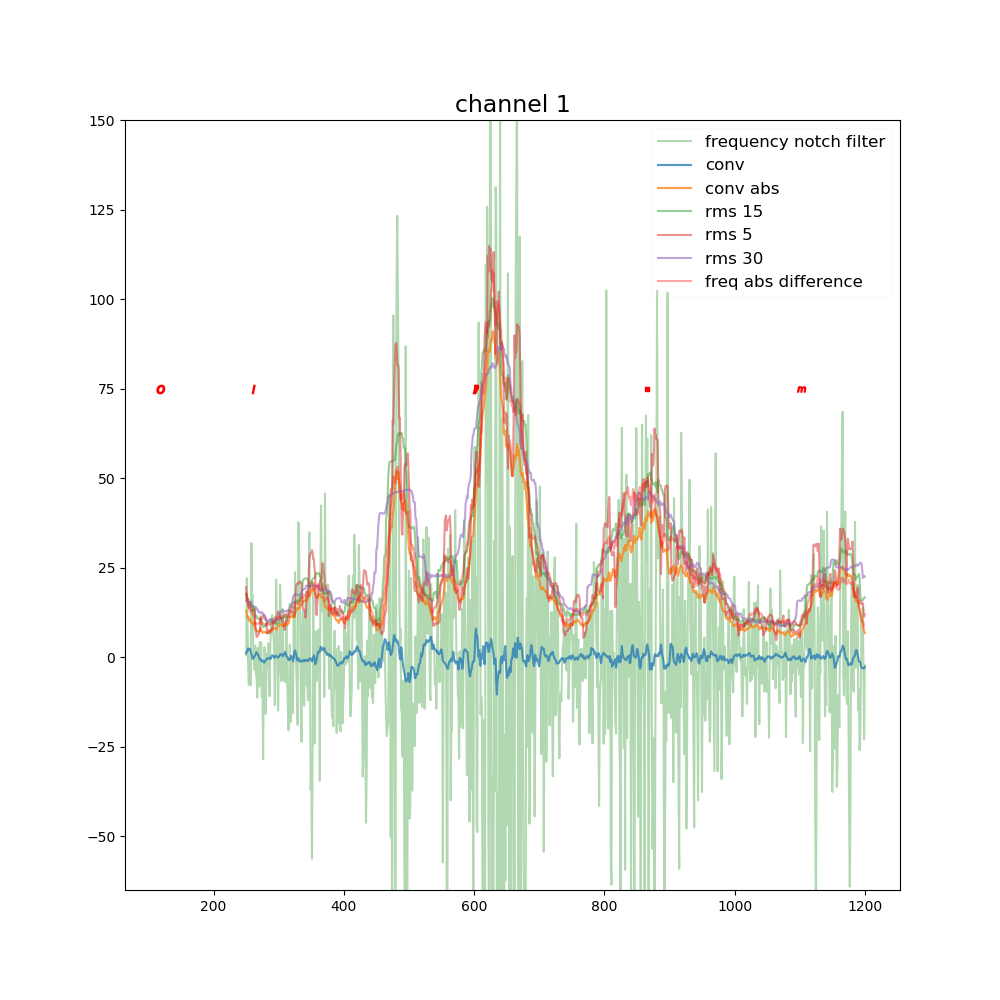 channel 1
150
125
100
75
50
25
0
−25
−50
frequency notch filter
conv
conv abs
rms 15
rms 5
rms 30
freq abs difference
o l , . m
200 400 600 800 1000 1200